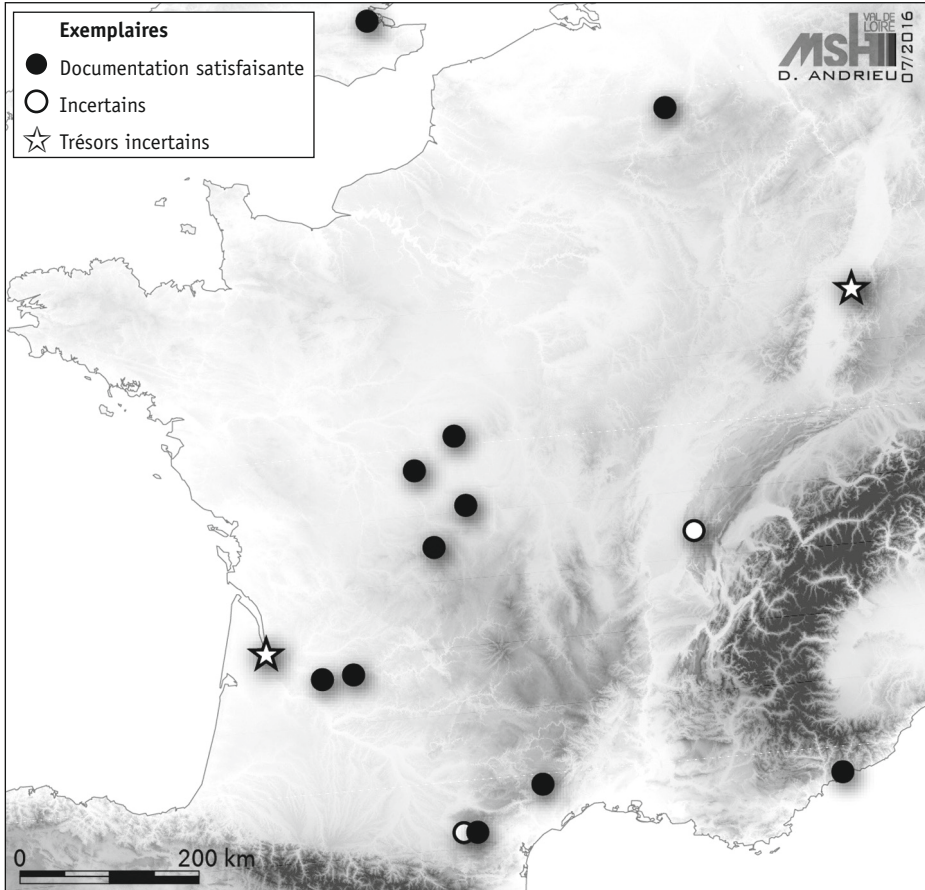 Exemplaires
Documentation satisfaisante
Incertains
Trésors incertains
VAL DE
LOIRE
MSH
D. ANDRIEU
07/2016
0 200 km